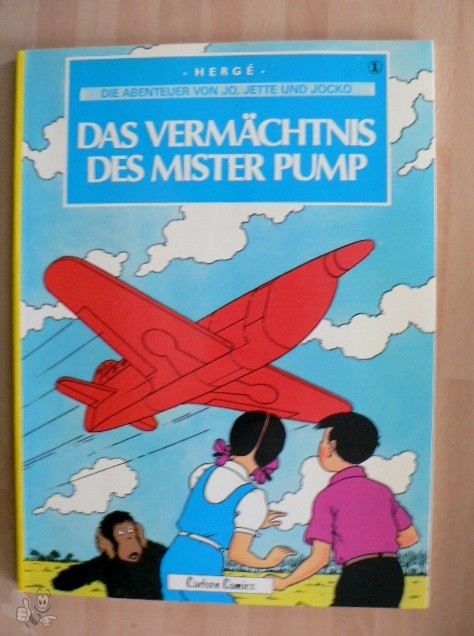 - HERGÉ -
1
DIE ABENTEUER VON JO, JETTE UND JOCKO
DAS VERMÄCHTNIS
DES MISTER PUMP
Carlsen Comics